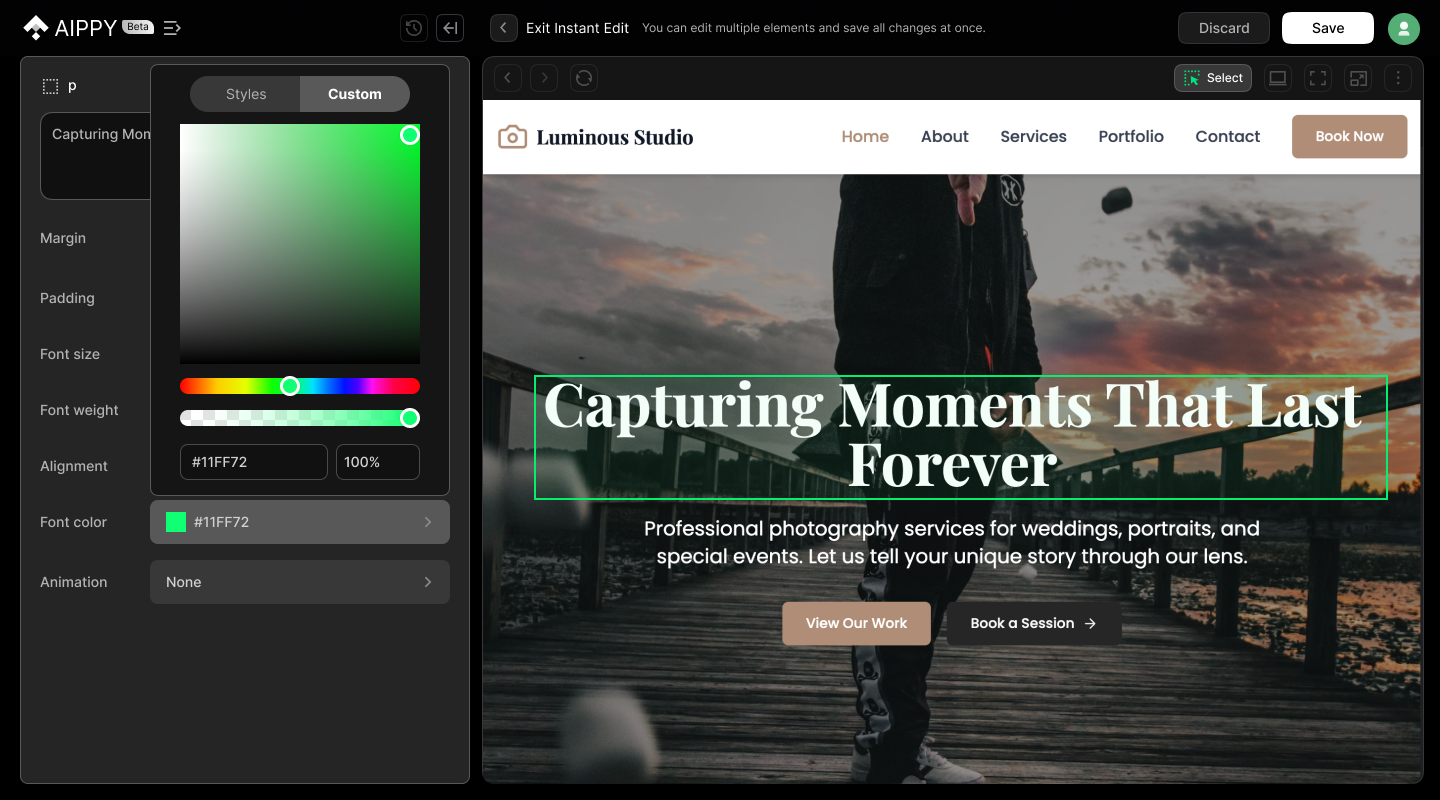 AIPPY Beta
Exit Instant Edit You can edit multiple elements and save all changes at once.
Discard Save
p
Capturing Mon
Margin
Padding
Font size
Font weight
Alignment
Font color
Animation
Styles Custom
#11FF72 100%
#11FF72
None
Select
Luminous Studio
Home About Services Portfolio Contact Book Now
Capturing Moments That Last
Forever
Professional photography services for weddings, portraits, and
special events. Let us tell your unique story through our lens.
View Our Work Book a Session →